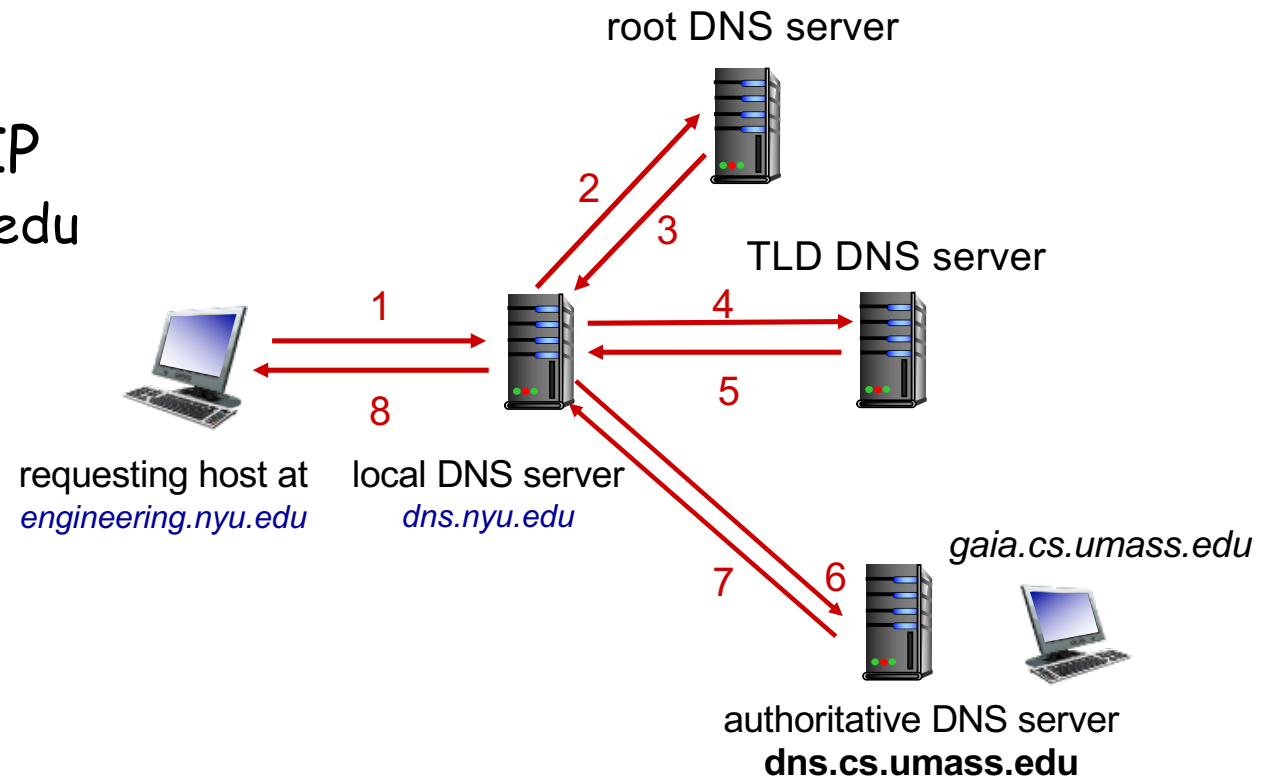 root DNS server
edu
2
3
TLD DNS server
1
4
5
8
requesting host at
engineering.nyu.edu
local DNS server
dns.nyu.edu
gaia.cs.umass.edu
7
6
authoritative DNS server
dns.cs.umass.edu